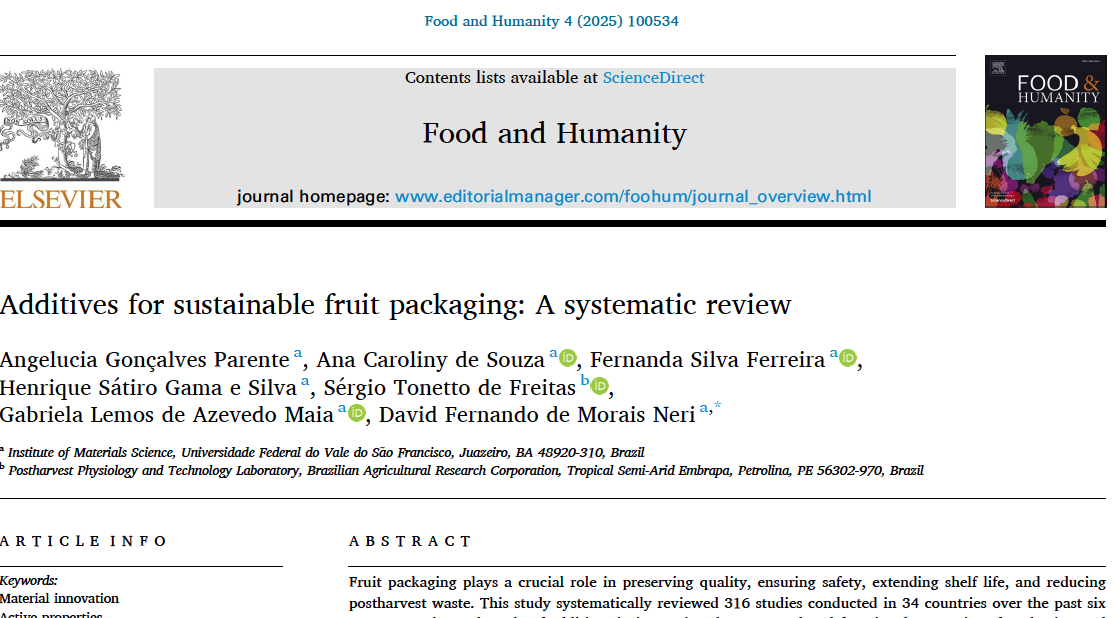 Food and Humanity 4 (2025) 100534
Contents lists available at ScienceDirect
Food and Humanity
journal homepage: www.editorialmanager.com/foohum/journal_overview.html
ELSEVIER
FOOD &
HUMANITY
ScienceDirect
Additives for sustainable fruit packaging: A systematic review
Angelucia Gonçalves Parente a, Ana Caroliny de Souza a iD, Fernanda Silva Ferreira a iD,
Henrique Sátiro Gama e Silva a, Sérgio Tonetto de Freitas b iD,
Gabriela Lemos de Azevedo Maia a iD, David Fernando de Morais Neri a,*
a Institute of Materials Science, Universidade Federal do Vale do São Francisco, Juazeiro, BA 48920-310, Brazil
b Postharvest Physiology and Technology Laboratory, Brazilian Agricultural Research Corporation, Tropical Semi-Arid Embrapa, Petrolina, PE 56302-970, Brazil
ARTICLE INFO
Keywords:
Material innovation
Active properties
ABSTRACT
Fruit packaging plays a crucial role in preserving quality, ensuring safety, extending shelf life, and reducing
postharvest waste. This study systematically reviewed 316 studies conducted in 34 countries over the past six